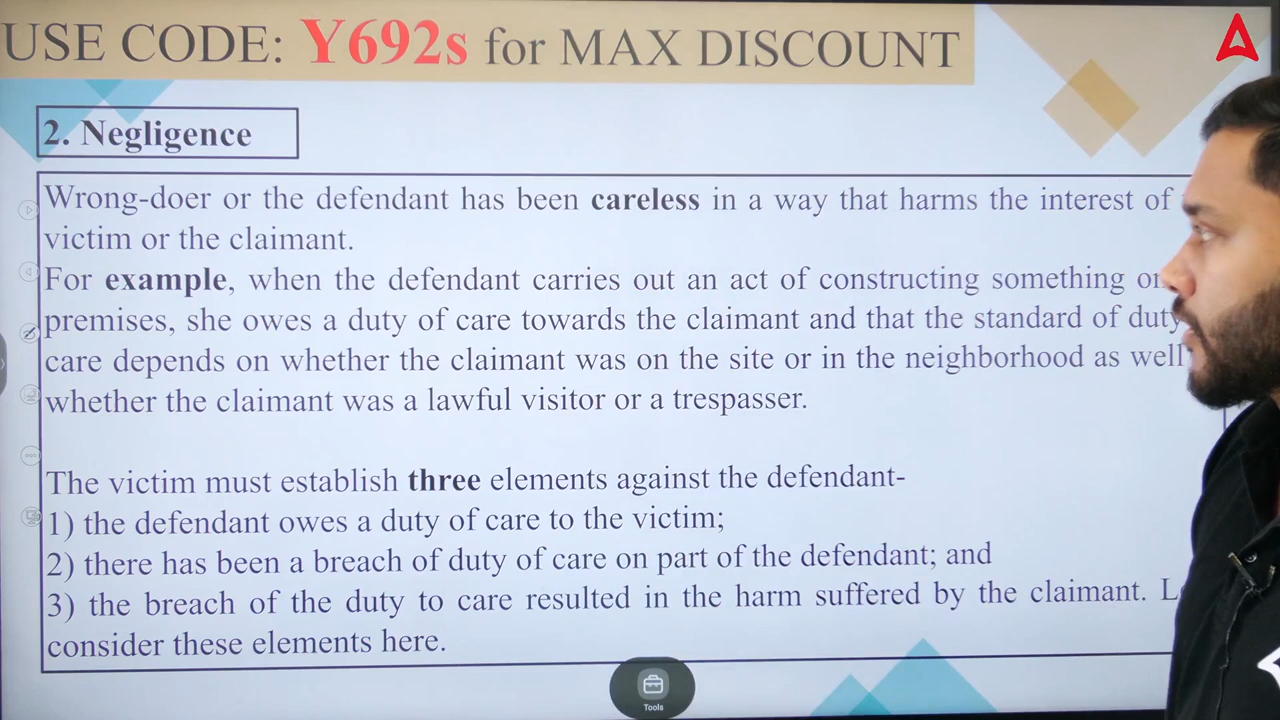 USE CODE: Y692s for MAX DISCOUNT
2. Negligence
Wrong-doer or the defendant has been careless in a way that harms the interest of
victim or the claimant.
For example, when the defendant carries out an act of constructing something on
premises, she owes a duty of care towards the claimant and that the standard of duty
care depends on whether the claimant was on the site or in the neighborhood as well
whether the claimant was a lawful visitor or a trespasser.
The victim must establish three elements against the defendant-
1) the defendant owes a duty of care to the victim;
2) there has been a breach of duty of care on part of the defendant; and
3) the breach of the duty to care resulted in the harm suffered by the claimant.
consider these elements here.
Tools